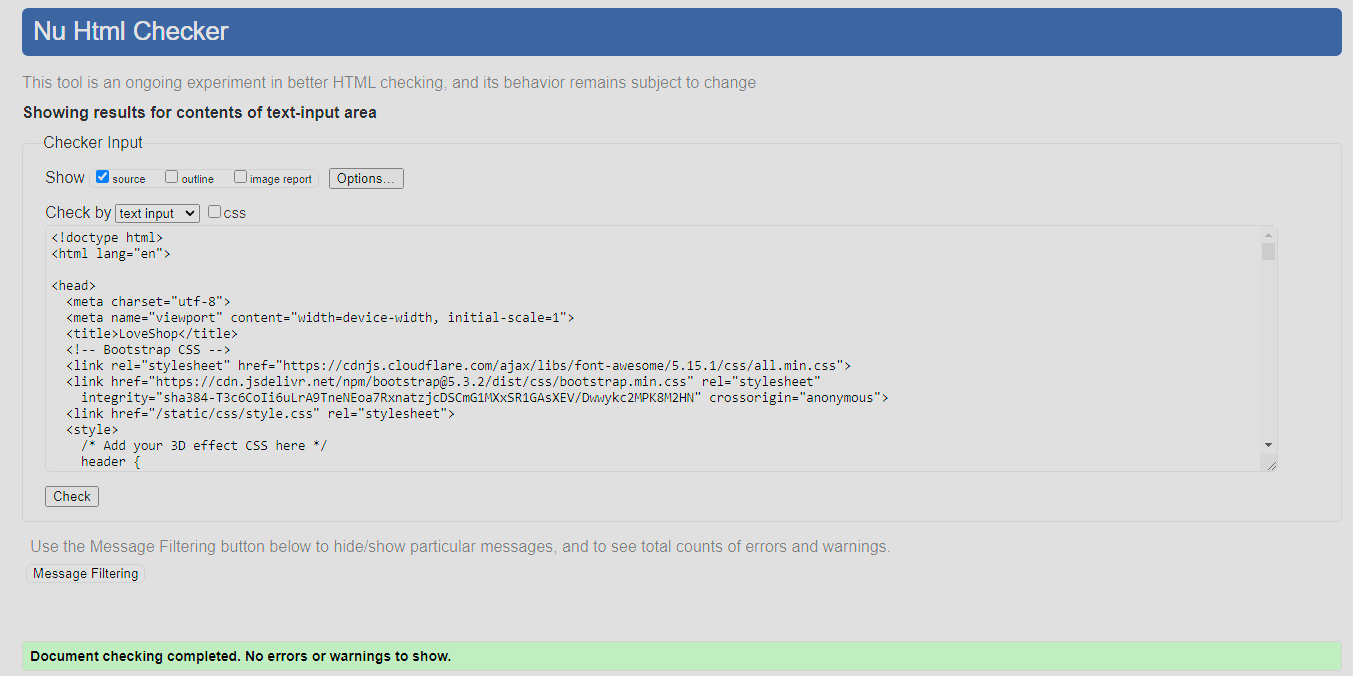 Nu Html Checker
This tool is an ongoing experiment in better HTML checking, and its behavior remains subject to change
Showing results for contents of text-input area
Checker Input
Show source outline image report Options...
Check by text input css
<!doctype html>
<html lang="en">
<head>
<meta charset="utf-8">
<meta name="viewport" content="width=device-width, initial-scale=1">
<title>LoveShop</title>
<!-- Bootstrap CSS -->
<link rel="stylesheet" href="https://cdnjs.cloudflare.com/ajax/libs/font-awesome/5.15.1/css/all.min.css">
<link href="https://cdn.jsdelivr.net/npm/bootstrap@5.3.2/dist/css/bootstrap.min.css" rel="stylesheet"
integrity="sha384-T3c6CoIi6uLrA9TneNEoa7RxnatzjcDSCmG1MXxSR1GAsXEV/Dwwykc2MPK8M2HN" crossorigin="anonymous">
<link href="/static/css/style.css" rel="stylesheet">
<style>
/* Add your 3D effect CSS here */
header {
Check
Use the Message Filtering button below to hide/show particular messages, and to see total counts of errors and warnings.
Message Filtering
Document checking completed. No errors or warnings to show.